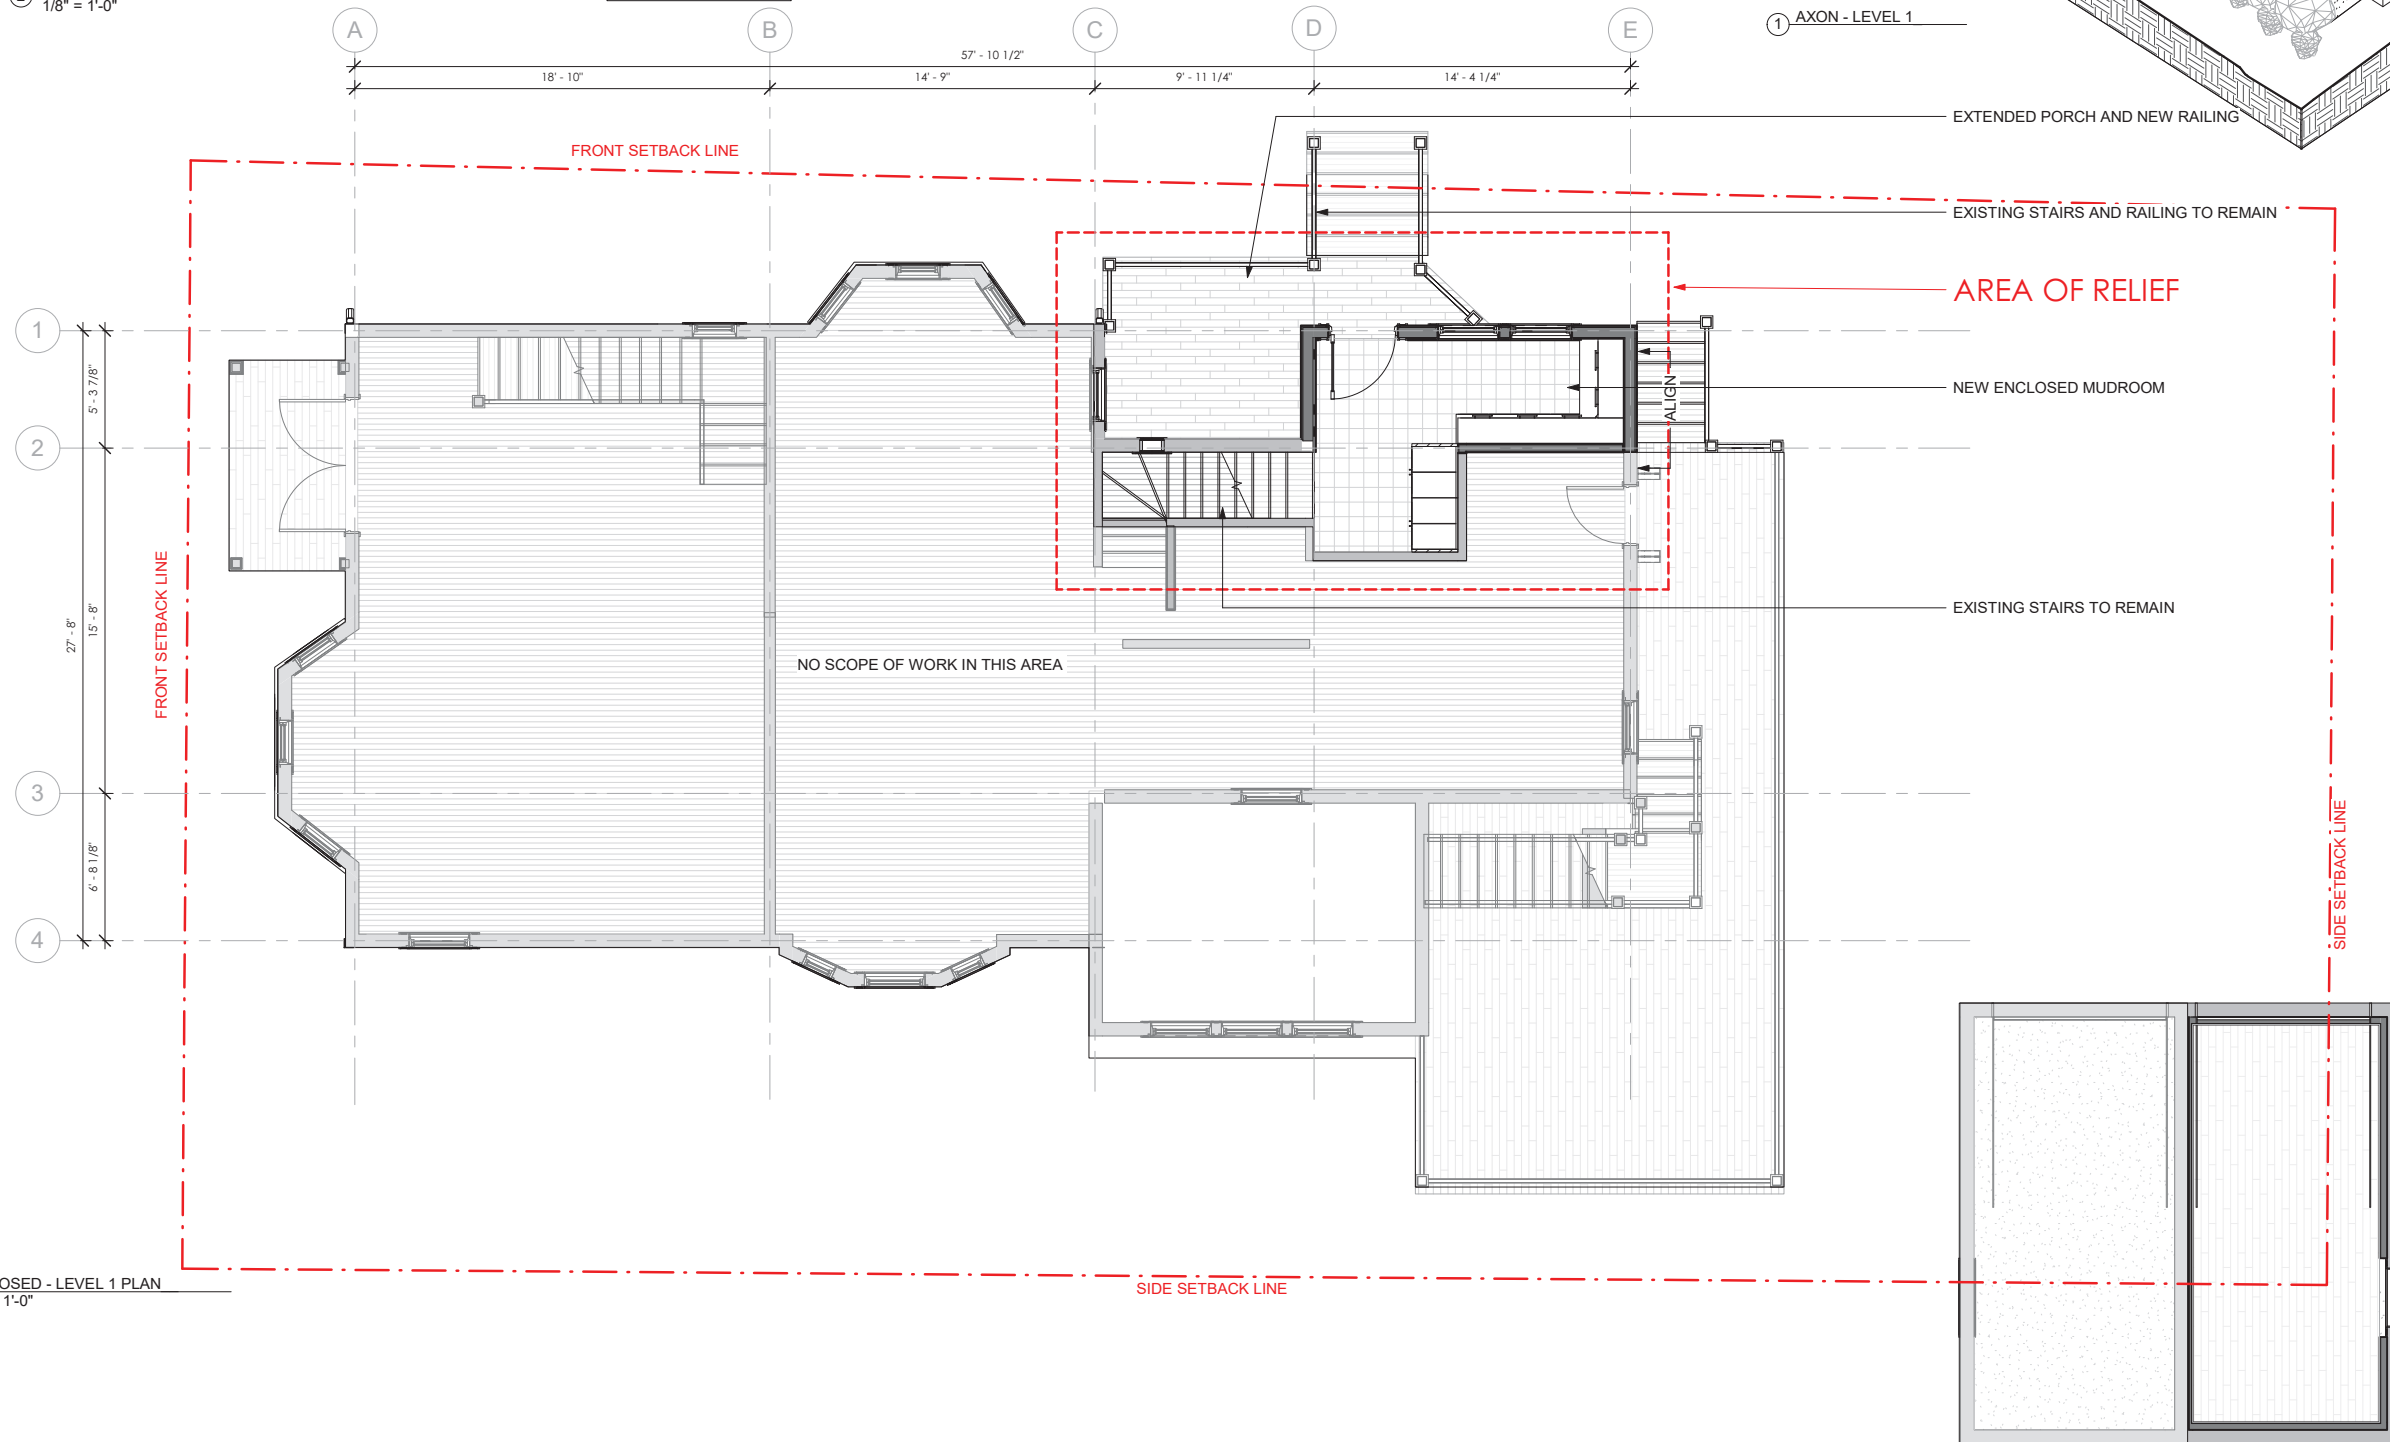 2
1/8" = 1'-0"
1 AXON - LEVEL 1
A
B
C
D
E
57' - 10 1/2"
18' - 10"
14' - 9"
9' - 11 1/4"
14' - 4 1/4"
EXTENDED PORCH AND NEW RAILING
FRONT SETBACK LINE
EXISTING STAIRS AND RAILING TO REMAIN
AREA OF RELIEF
1
5' - 3 7/8"
ALIGN
NEW ENCLOSED MUDROOM
2
FRONT SETBACK LINE
27' - 8"
15' - 8"
EXISTING STAIRS TO REMAIN
NO SCOPE OF WORK IN THIS AREA
3
6' - 8 1/8"
SIDE SETBACK LINE
4
OSED - LEVEL 1 PLAN
1'-0"
SIDE SETBACK LINE